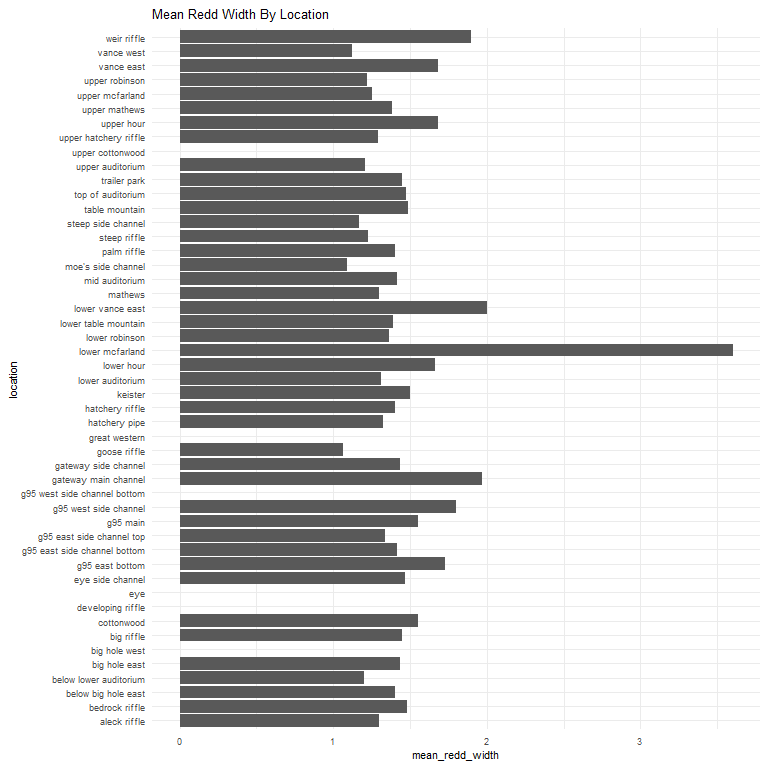 Mean Redd Width By Location
weir riffle
vance west
vance east
upper robinson
upper mcfarland
upper mathews
upper hour
upper hatchery riffle
upper cottonwood
upper auditorium
trailer park
top of auditorium
table mountain
steep side channel
steep riffle
palm riffle
moe's side channel
mid auditorium
mathews
lower vance east
lower table mountain
lower robinson
lower mcfarland
lower hour
lower auditorium
keister
hatchery riffle
hatchery pipe
great western
goose riffle
gateway side channel
gateway main channel
g95 west side channel bottom
g95 west side channel
g95 main
g95 east side channel top
g95 east side channel bottom
g95 east bottom
eye side channel
eye
developing riffle
cottonwood
big riffle
big hole west
big hole east
below lower auditorium
below big hole east
bedrock riffle
aleck riffle
location
0 1 2 3
mean_redd_width